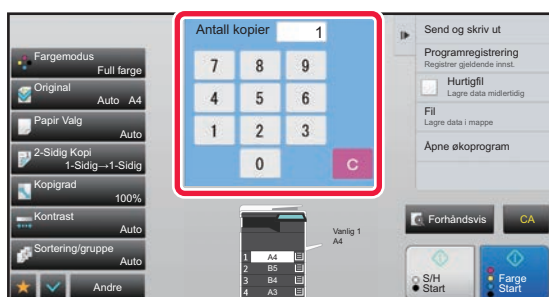 Antall kopier 1
7 8 9
4 5 6
1 2 3
0 C
Fargemodus
Full farge
Original
Auto A4
Papir Valg
Auto
2-Sidig Kopi
1-Sidig→1-Sidig
Kopigrad
100%
Kontrast
Auto
Sortering/gruppe
Auto
Andre
Vanlig 1
A4
1 A4
2 B5
3 B4
4 A3
Send og skriv ut
Programregistrering
Registrer gjeldende innst.
Hurtigfil
Lagre data midlertidig
Fil
Lagre data i mappe
Åpne økoprogram
Forhåndsvis
CA
S/H
Start
Farge
Start